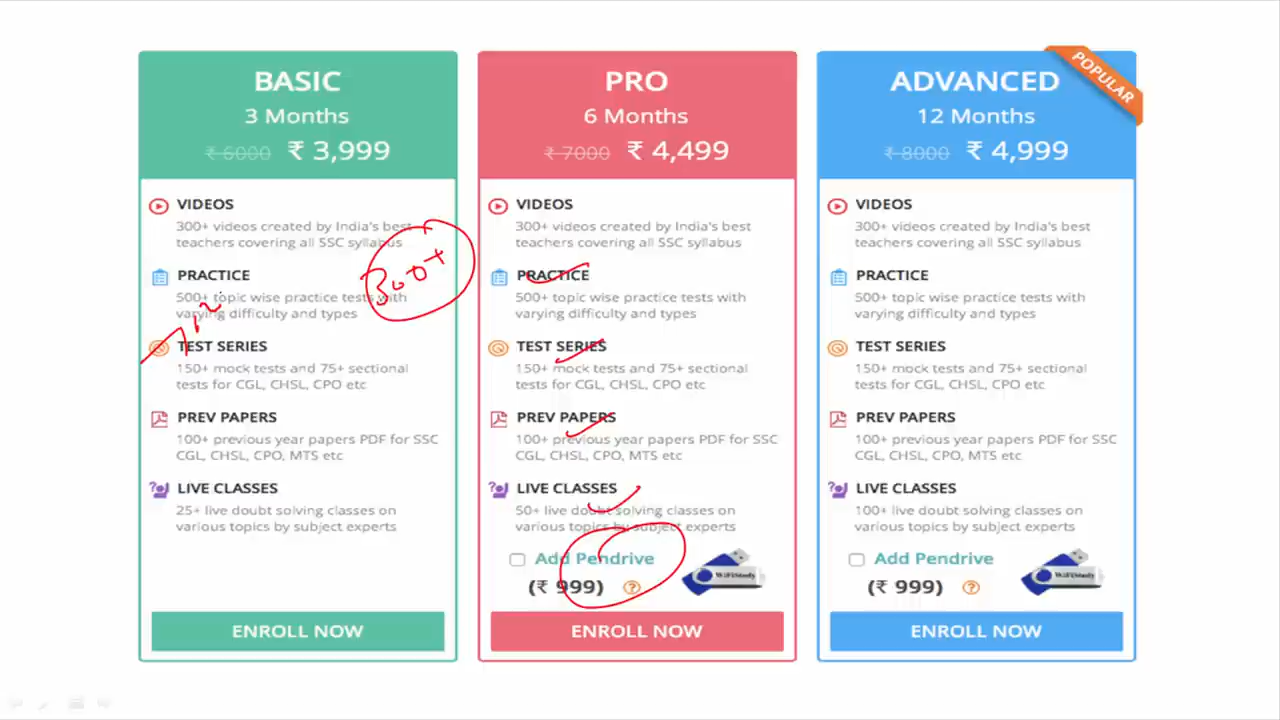 BASIC
3 Months
₹ 6000 ₹ 3,999
VIDEOS
300+ videos created by India's best
teachers covering all SSC syllabus
PRACTICE
500+ topic wise practice tests with
varying difficulty and types
300+
TEST SERIES
150+ mock tests and 75+ sectional
tests for CGL, CHSL, CPO etc
PREV PAPERS
100+ previous year papers PDF for SSC
CGL, CHSL, CPO, MTS etc
LIVE CLASSES
25+ live doubt solving classes on
various topics by subject experts
ENROLL NOW
PRO
6 Months
₹ 7000 ₹ 4,499
VIDEOS
300+ videos created by India's best
teachers covering all SSC syllabus
PRACTICE
500+ topic wise practice tests with
varying difficulty and types
TEST SERIES
150+ mock tests and 75+ sectional
tests for CGL, CHSL, CPO etc
PREV PAPERS
100+ previous year papers PDF for SSC
CGL, CHSL, CPO, MTS etc
LIVE CLASSES
50+ live doubt solving classes on
various topics by subject experts
Add Pendrive
(₹ 999)
ENROLL NOW
POPULAR
ADVANCED
12 Months
₹ 8000 ₹ 4,999
VIDEOS
300+ videos created by India's best
teachers covering all SSC syllabus
PRACTICE
500+ topic wise practice tests with
varying difficulty and types
TEST SERIES
150+ mock tests and 75+ sectional
tests for CGL, CHSL, CPO etc
PREV PAPERS
100+ previous year papers PDF for SSC
CGL, CHSL, CPO, MTS etc
LIVE CLASSES
100+ live doubt solving classes on
various topics by subject experts
Add Pendrive
(₹ 999)
ENROLL NOW